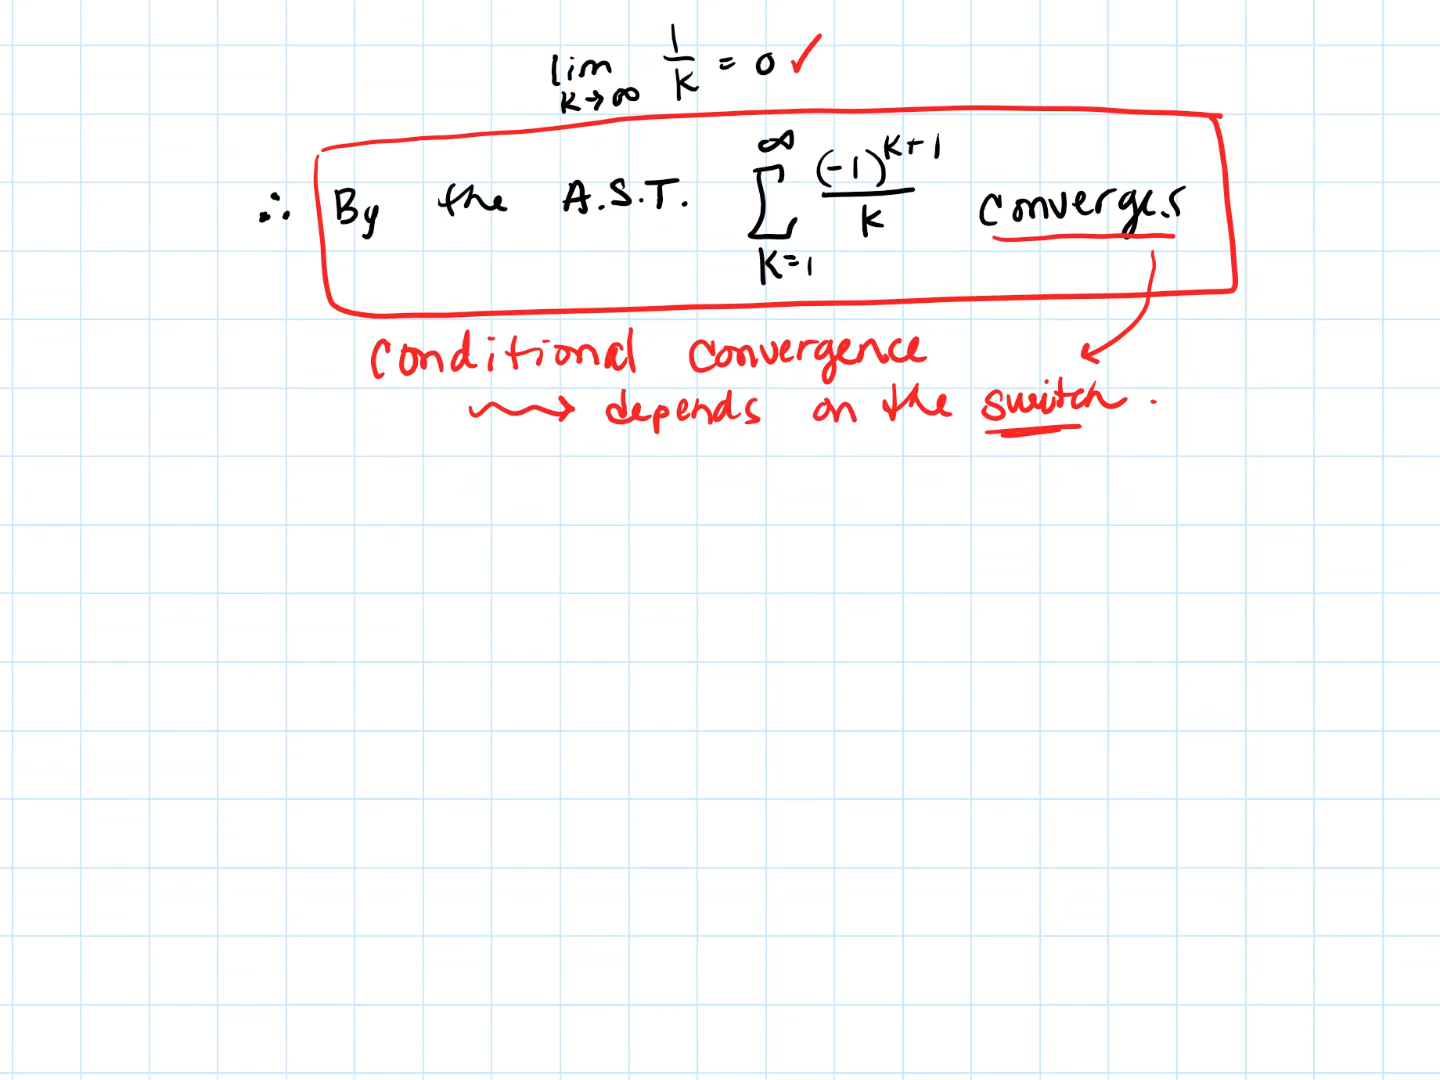 lim k→∞ 1/k = 0 ✓
∴ By the A.S.T. ∑ k=1 ∞ (-1)^(k+1)/k converges
conditional convergence
⟿ depends on the switch.